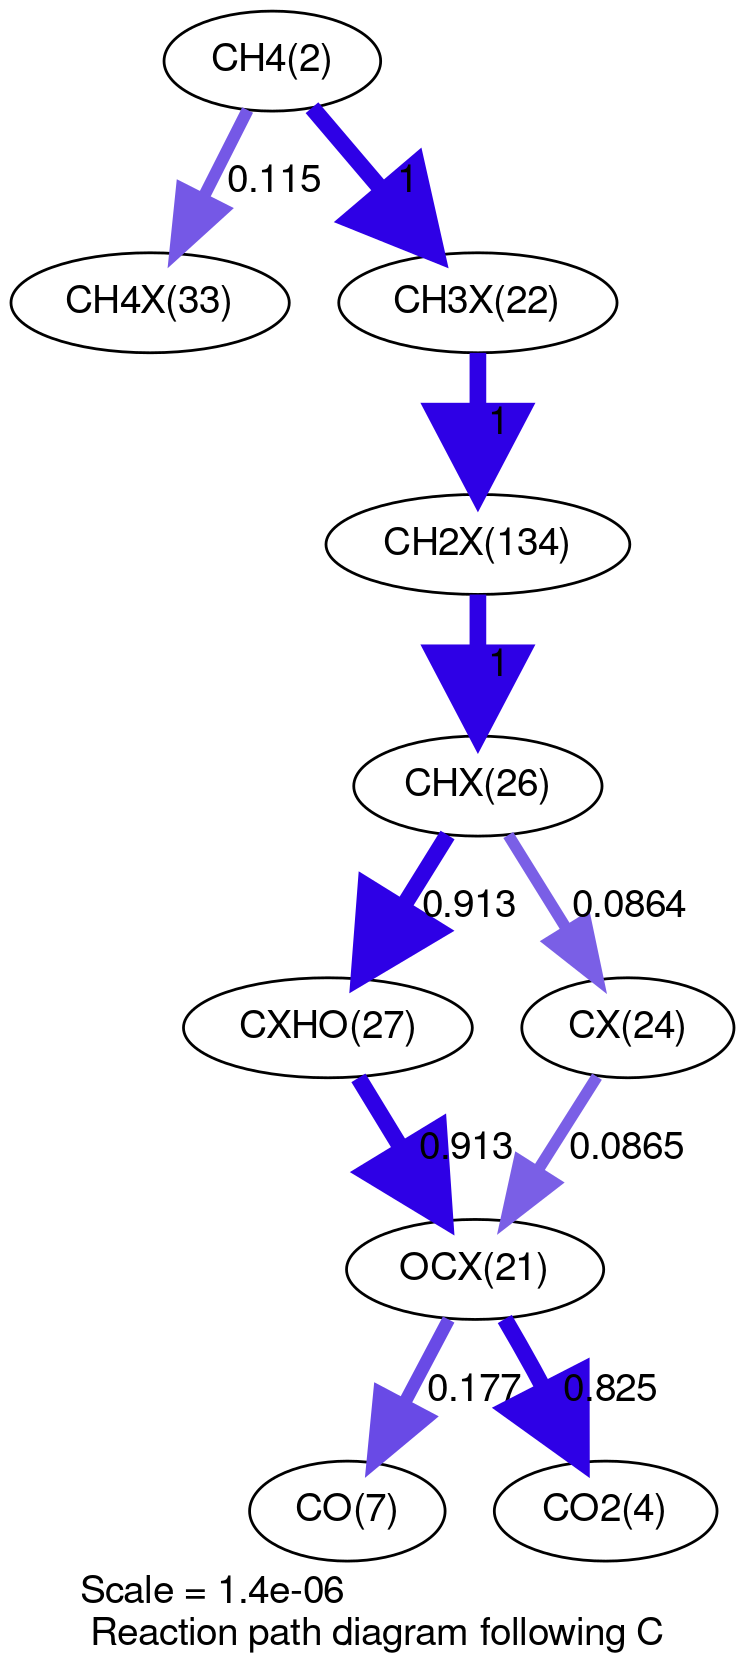 CH4(2)
0.115
1
CH4X(33)
CH3X(22)
1
CH2X(134)
1
CHX(26)
0.913
0.0864
CXHO(27)
CX(24)
0.913
0.0865
OCX(21)
0.177
0.825
CO(7)
CO2(4)
Scale = 1.4e-06
Reaction path diagram following C